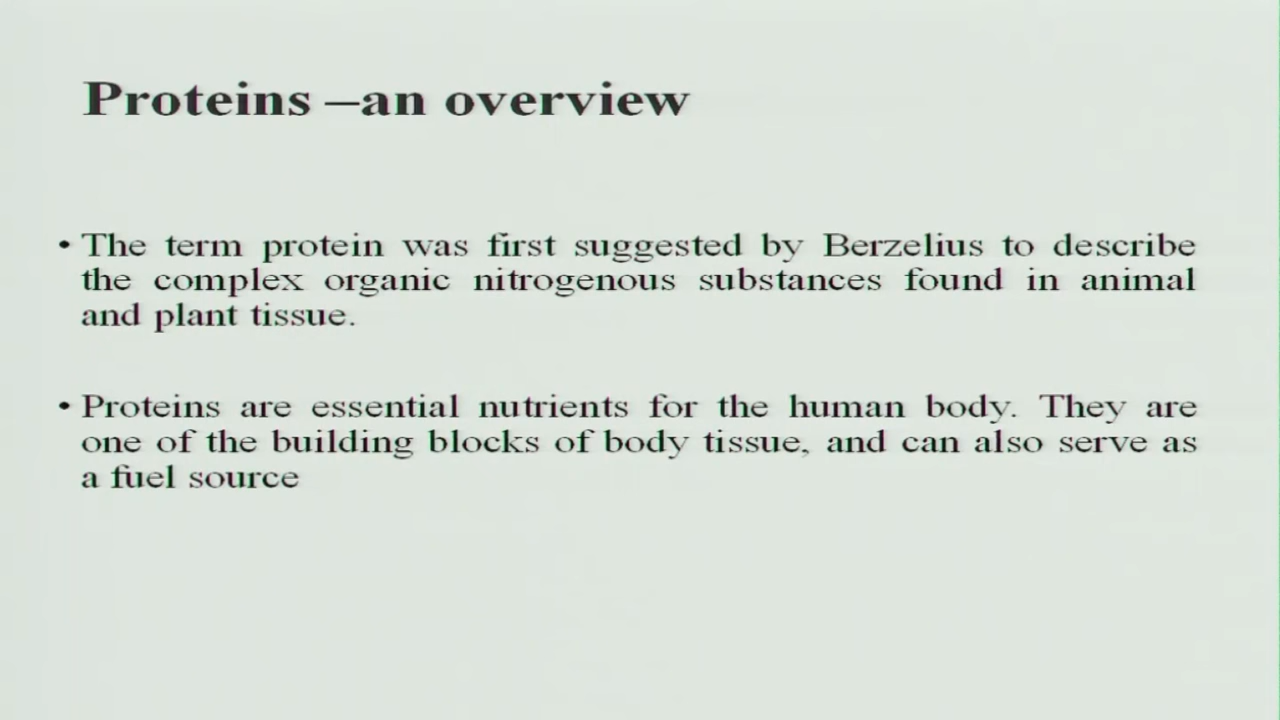 Proteins –an overview
• The term protein was first suggested by Berzelius to describe
the complex organic nitrogenous substances found in animal
and plant tissue.
• Proteins are essential nutrients for the human body. They are
one of the building blocks of body tissue, and can also serve as
a fuel source